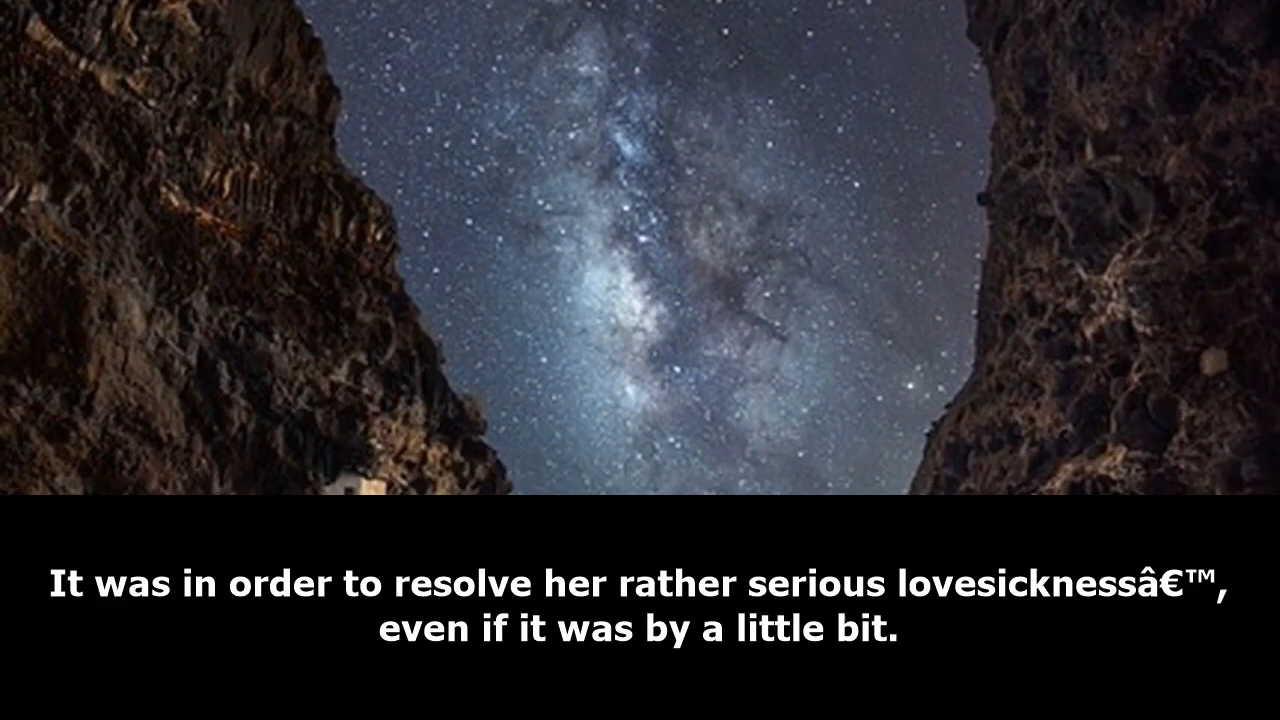 It was in order to resolve her rather serious lovesicknessâ€™,
even if it was by a little bit.